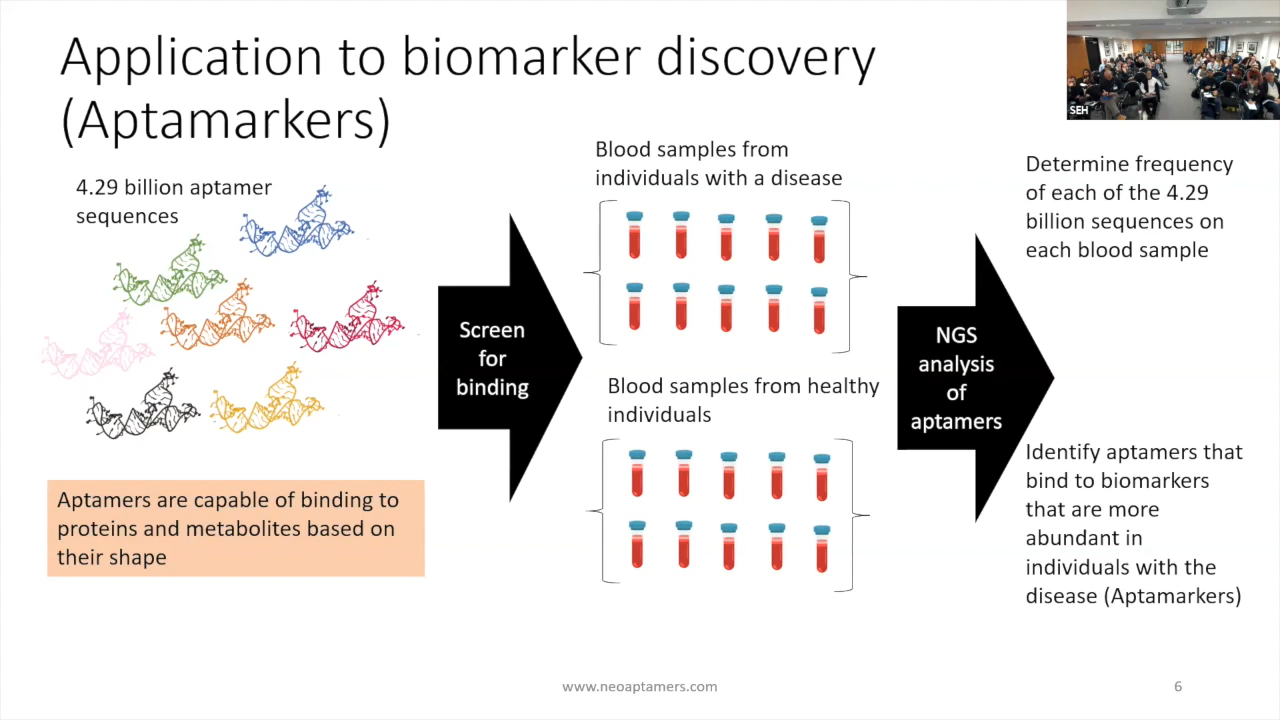 Application to biomarker discovery
(Aptamarkers)
SEH
4.29 billion aptamer
sequences
Aptamers are capable of binding to
proteins and metabolites based on
their shape
Screen
for
binding
Blood samples from
individuals with a disease
Blood samples from healthy
individuals
NGS
analysis
of
aptamers
Determine frequency
of each of the 4.29
billion sequences on
each blood sample
Identify aptamers that
bind to biomarkers
that are more
abundant in
individuals with the
disease (Aptamarkers)
www.neoaptamers.com
6